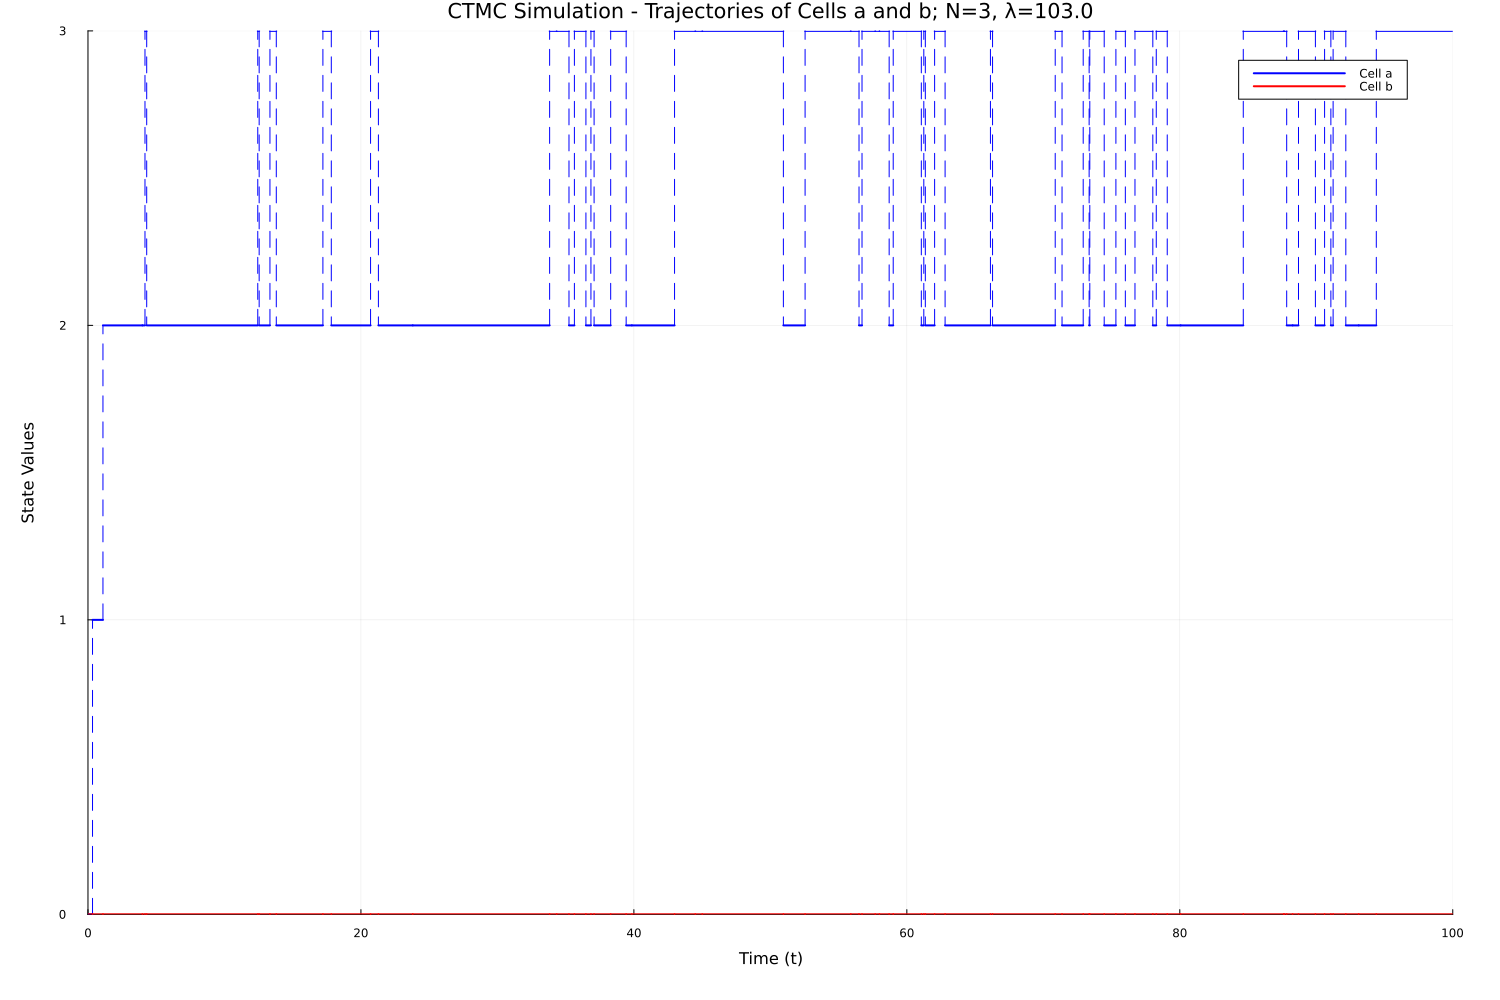 CTMC Simulation - Trajectories of Cells a and b; N=3, λ=103.0
3
Cell a
Cell b
2
State Values
1
0
0 20 40 60 80 100
Time (t)